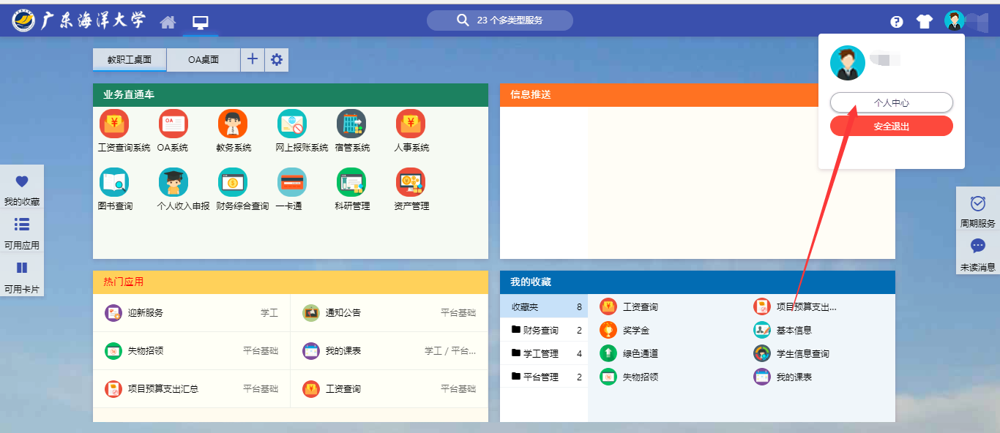 广东海洋大学
23 个多类型服务
教职工桌面
OA桌面
个人中心
安全退出
业务直通车
工资查询系统
OA
OA系统
教务系统
网上报账系统
宿管系统
人事系统
图书查询
个人收入申报
财务综合查询
一卡通
科研管理
资产管理
信息推送
我的收藏
可用应用
可用卡片
周期服务
未读消息
热门应用
迎新服务 学工
通知公告 平台基础
失物招领 平台基础
我的课表 学工 / 平台...
项目预算支出汇总 平台基础
工资查询 平台基础
我的收藏
收藏夹 8
财务查询 2
学工管理 4
平台管理 2
工资查询
项目预算支出...
奖学金
基本信息
绿色通道
学生信息查询
失物招领
我的课表